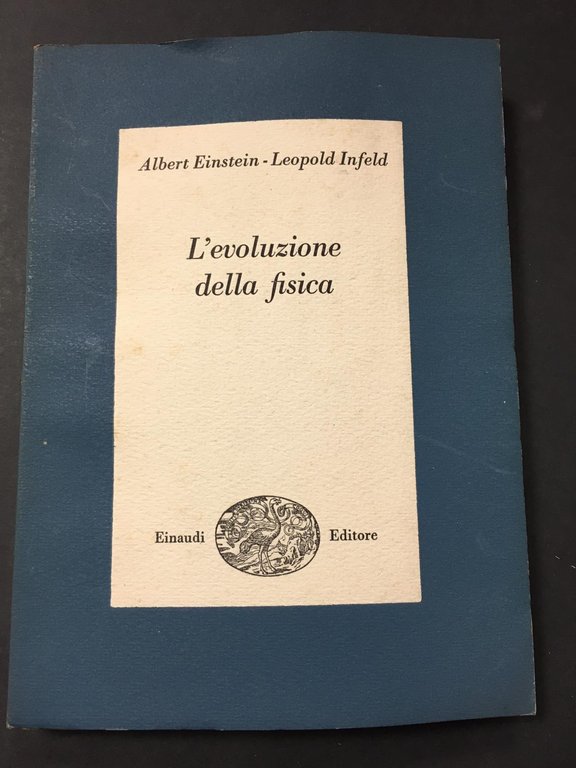 Albert Einstein - Leopold Infeld
L'evoluzione
della fisica
Einaudi Editore